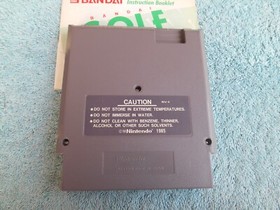 BANDAI
Instruction Booklet
BANDAI
GOLF
CAUTION
•DO NOT STORE IN EXTREME TEMPERATURES.
•DO NOT IMMERSE IN WATER.
•DO NOT CLEAN WITH BENZENE, THINNER,
ALCOHOL OR OTHER SUCH SOLVENTS.
©Nintendo 1985